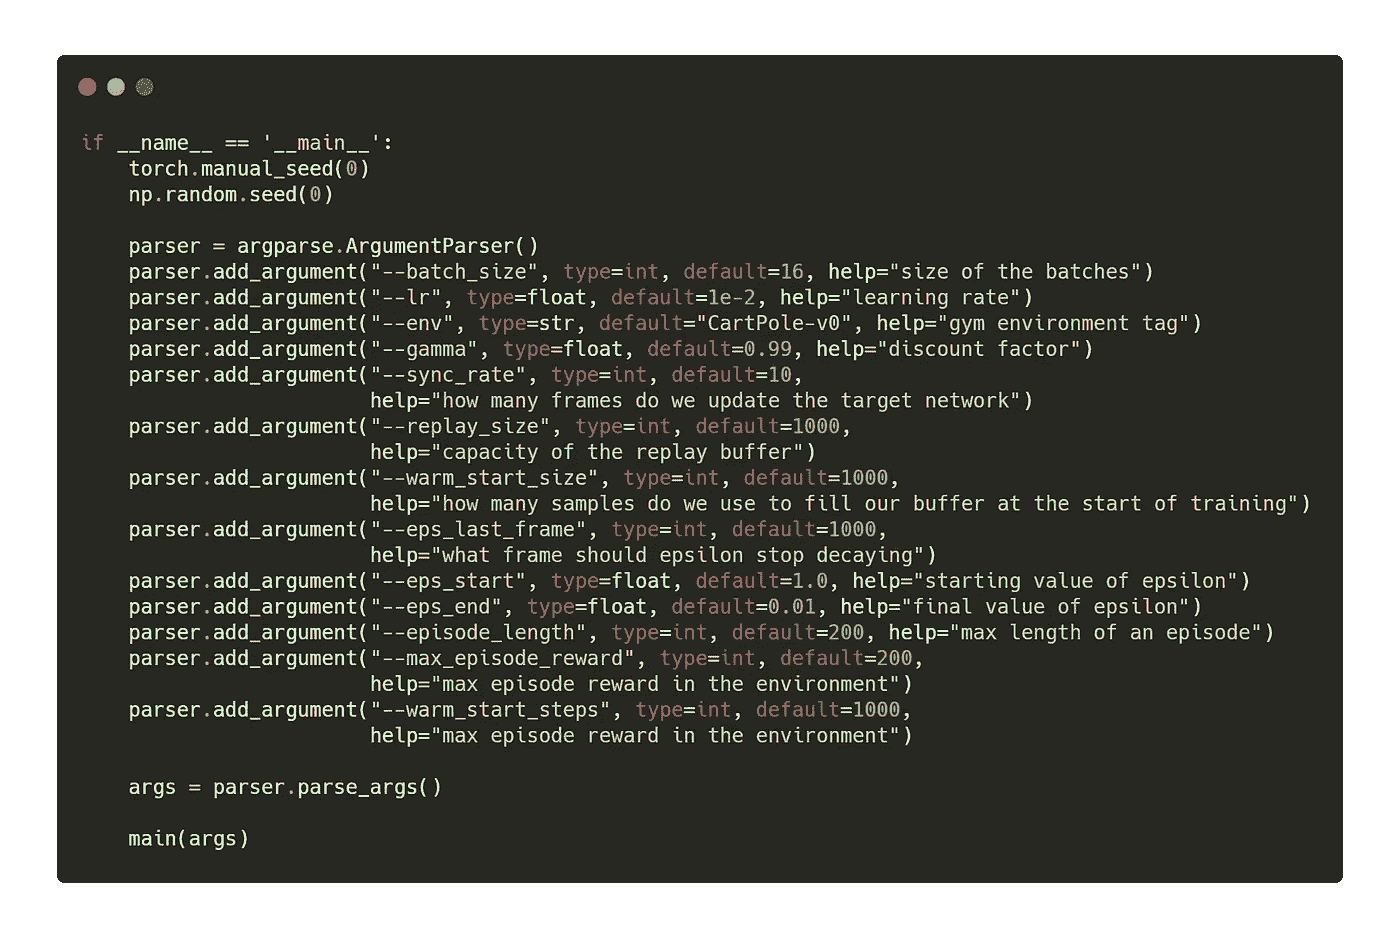 if __name__ == '__main__':
    torch.manual_seed(0)
    np.random.seed(0)

    parser = argparse.ArgumentParser()
    parser.add_argument("--batch_size", type=int, default=16, help="size of the batches")
    parser.add_argument("--lr", type=float, default=1e-2, help="learning rate")
    parser.add_argument("--env", type=str, default="CartPole-v0", help="gym environment tag")
    parser.add_argument("--gamma", type=float, default=0.99, help="discount factor")
    parser.add_argument("--sync_rate", type=int, default=10,
                        help="how many frames do we update the target network")
    parser.add_argument("--replay_size", type=int, default=1000,
                        help="capacity of the replay buffer")
    parser.add_argument("--warm_start_size", type=int, default=1000,
                        help="how many samples do we use to fill our buffer at the start of training")
    parser.add_argument("--eps_last_frame", type=int, default=1000,
                        help="what frame should epsilon stop decaying")
    parser.add_argument("--eps_start", type=float, default=1.0, help="starting value of epsilon")
    parser.add_argument("--eps_end", type=float, default=0.01, help="final value of epsilon")
    parser.add_argument("--episode_length", type=int, default=200, help="max length of an episode")
    parser.add_argument("--max_episode_reward", type=int, default=200,
                        help="max episode reward in the environment")
    parser.add_argument("--warm_start_steps", type=int, default=1000,
                        help="max episode reward in the environment")

    args = parser.parse_args()

    main(args)